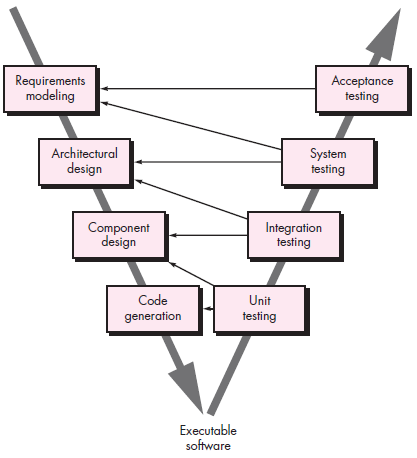 Requirements
modeling
Acceptance
testing
Architectural
design
System
testing
Component
design
Integration
testing
Code
generation
Unit
testing
Executable
software